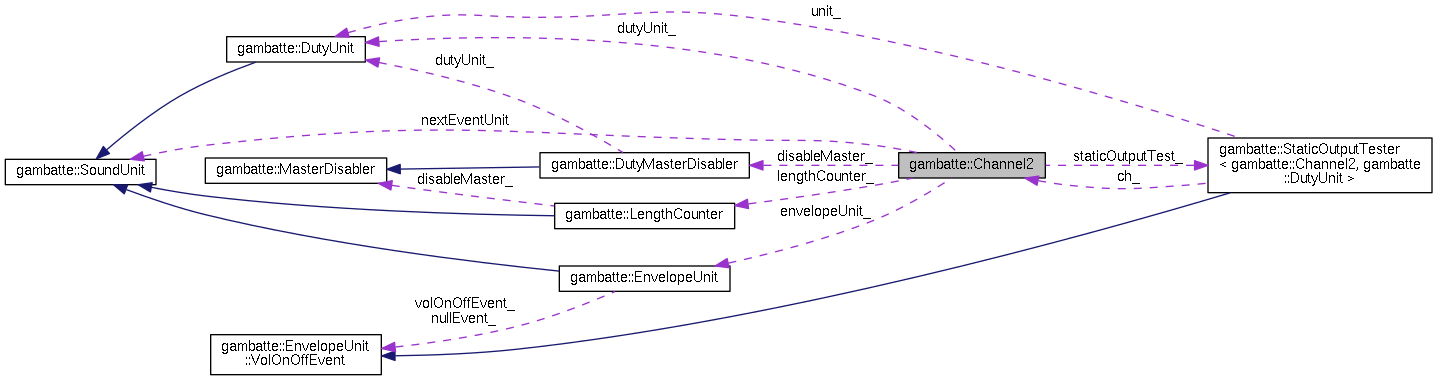 unit_
dutyUnit_
gambatte::DutyUnit
dutyUnit_
nextEventUnit
gambatte::SoundUnit
gambatte::MasterDisabler
gambatte::DutyMasterDisabler
disableMaster_
lengthCounter_
gambatte::Channel2
staticOutputTest_
ch_
gambatte::StaticOutputTester
< gambatte::Channel2, gambatte
::DutyUnit >
disableMaster_
gambatte::LengthCounter
envelopeUnit_
gambatte::EnvelopeUnit
volOnOffEvent_
nullEvent_
gambatte::EnvelopeUnit
::VolOnOffEvent